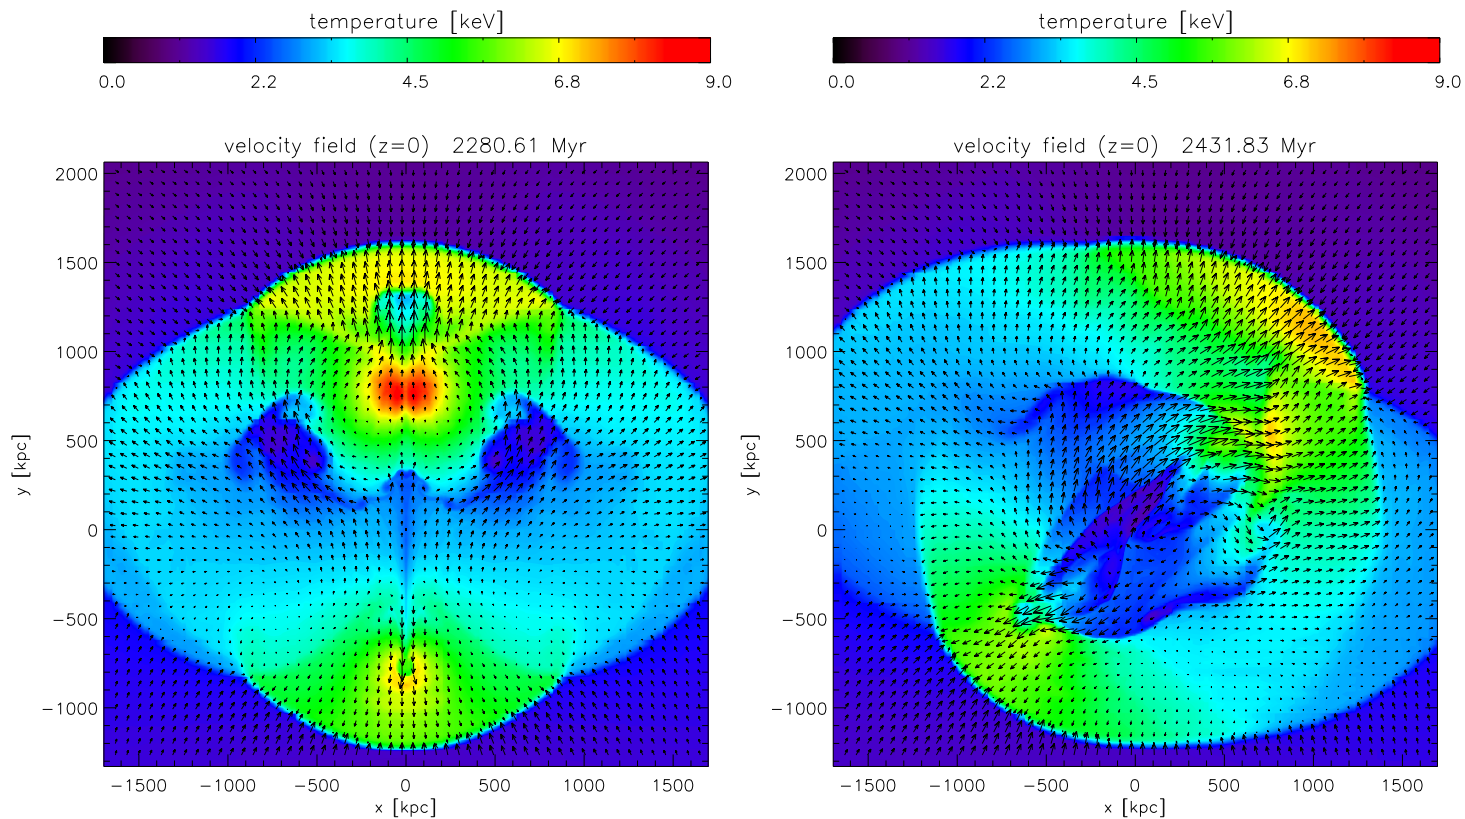 temperature [keV]
0.0 2.2 4.5 6.8 9.0
velocity field (z=0) 2280.61 Myr
2000
1500
1000
500
0
−500
−1000
y [kpc]
−1500 −1000 −500 0 500 1000 1500
x [kpc]
temperature [keV]
0.0 2.2 4.5 6.8 9.0
velocity field (z=0) 2431.83 Myr
2000
1500
1000
500
0
−500
−1000
y [kpc]
−1500 −1000 −500 0 500 1000 1500
x [kpc]